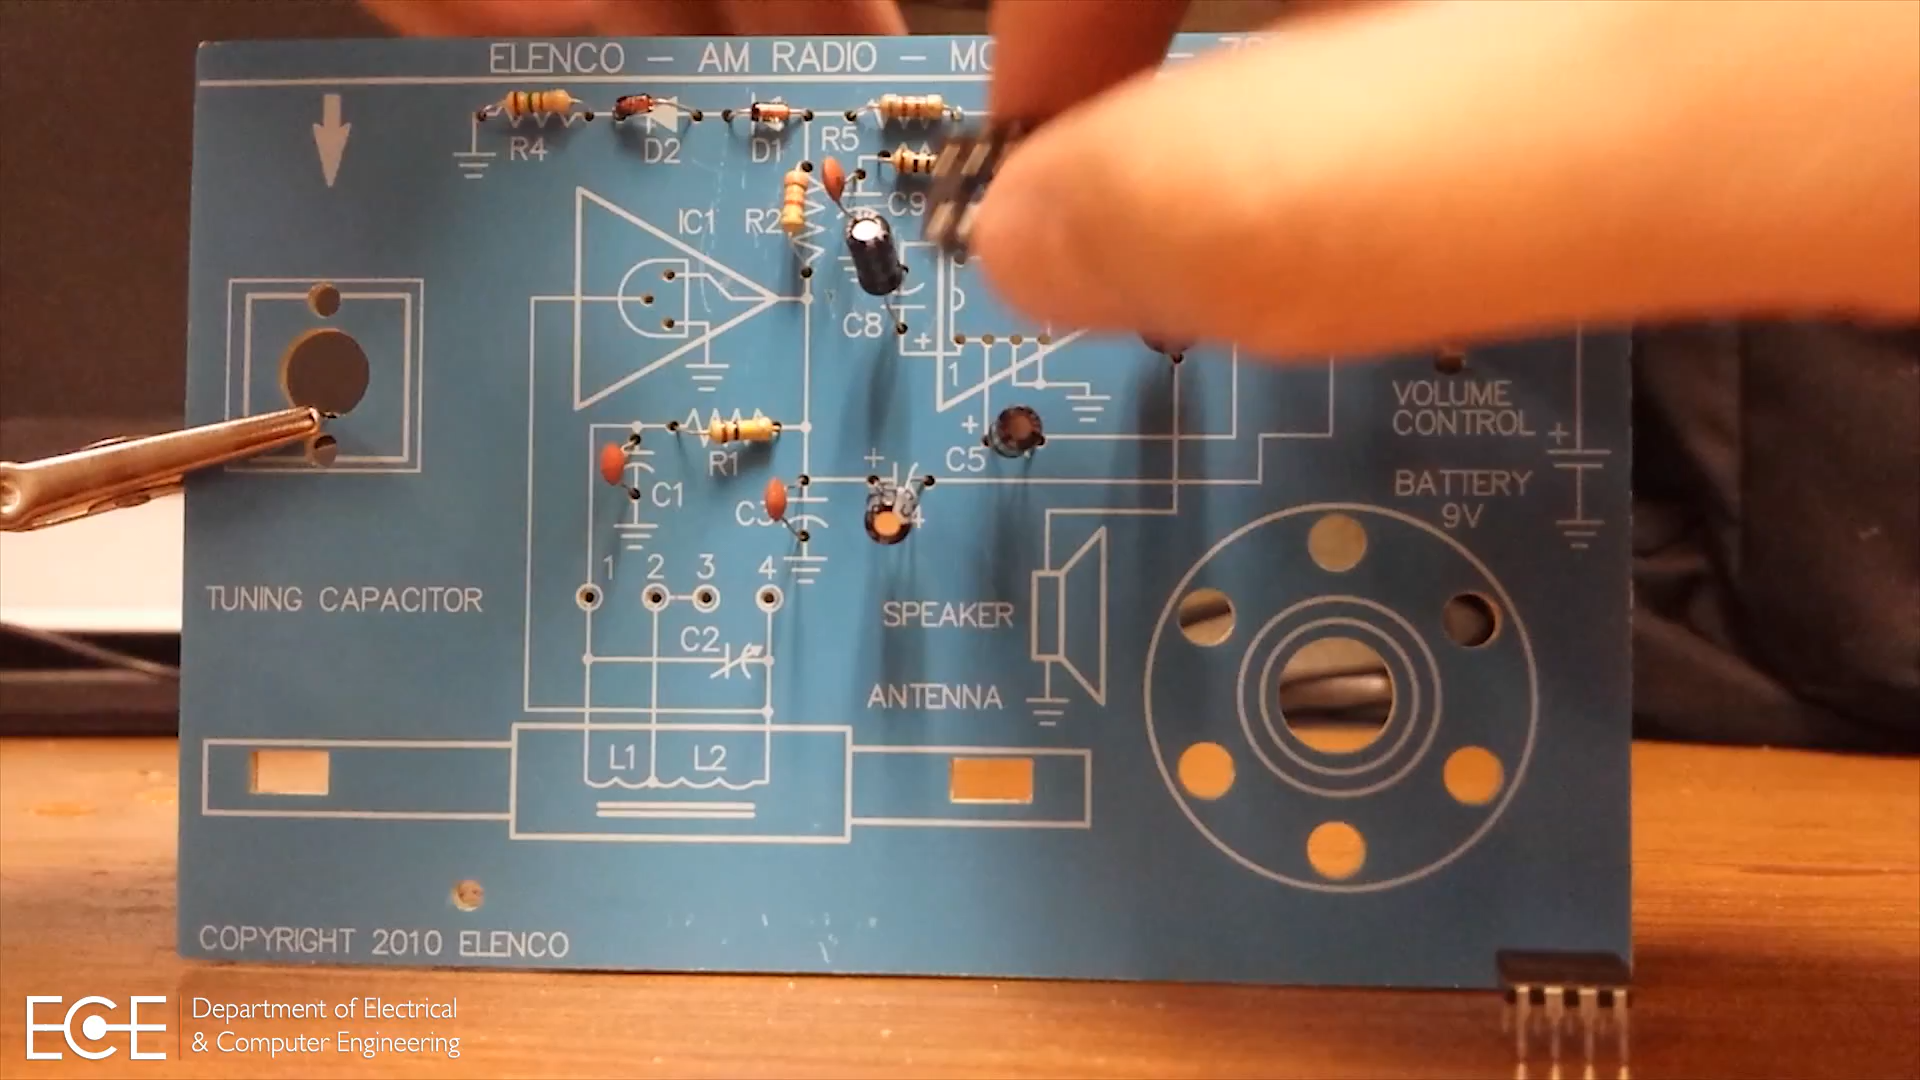 ELENCO – AM RADIO – MO
R4
D2
D1
R5
IC1
R2
C9
C8
+
1
VOLUME
CONTROL
+
R1
C1
C3
+
C5
+
BATTERY
9V
1 2 3 4
TUNING CAPACITOR
C2
SPEAKER
ANTENNA
L1 L2
COPYRIGHT 2010 ELENCO
ECE
Department of Electrical
& Computer Engineering